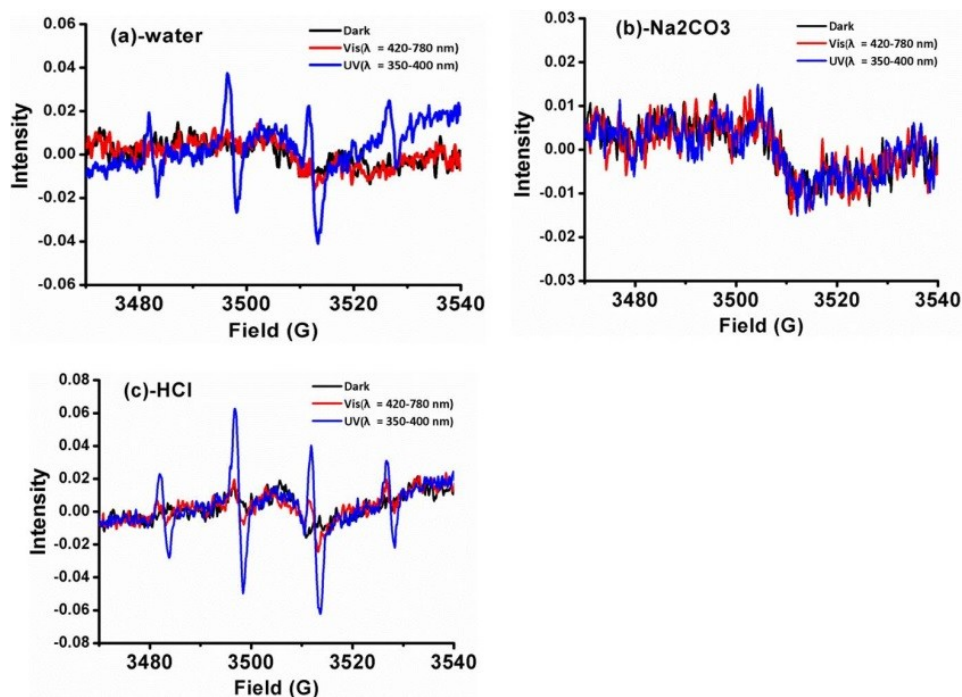 (a)-water
Dark
Vis(λ = 420-780 nm)
UV(λ = 350-400 nm)
0.06
0.04
0.02
0.00
-0.02
-0.04
-0.06
Intensity
3480 3500 3520 3540
Field (G)
(b)-Na2CO3
Dark
Vis(λ = 420-780 nm)
UV(λ = 350-400 nm)
0.03
0.02
0.01
0.00
-0.01
-0.02
-0.03
Intensity
3480 3500 3520 3540
Field (G)
(c)-HCl
Dark
Vis(λ = 420-780 nm)
UV(λ = 350-400 nm)
0.08
0.06
0.04
0.02
0.00
-0.02
-0.04
-0.06
-0.08
Intensity
3480 3500 3520 3540
Field (G)